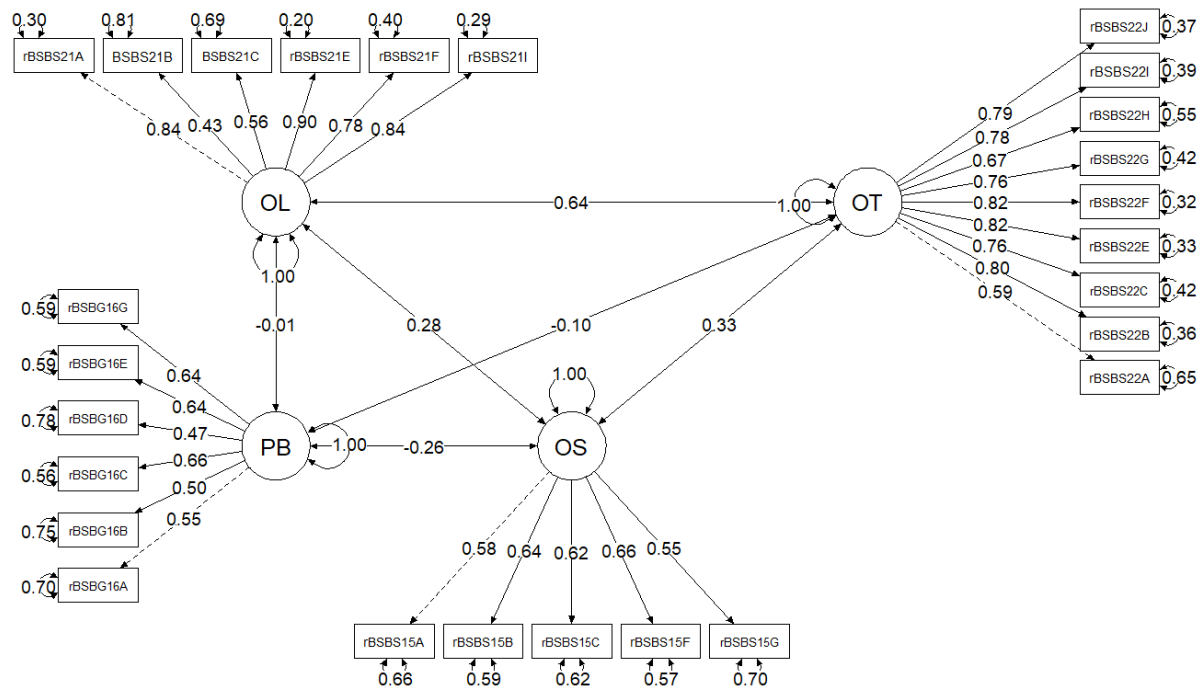 0.30 0.81 0.69 0.20 0.40 0.29
rBSBS21A BSBS21B BSBS21C rBSBS21E rBSBS21F rBSBS21I
0.84 0.43 0.56 0.90 0.78 0.84
OL
1.00
rBSBS22J 0.37
rBSBS22I 0.39
rBSBS22H 0.55
rBSBS22G 0.42
rBSBS22F 0.32
rBSBS22E 0.33
rBSBS22C 0.42
rBSBS22B 0.36
rBSBS22A 0.65
0.79
0.78
0.67
0.76
0.82
0.82
0.76
0.80
0.59
0.64
1.00 OT
-0.01
0.28
-0.10
0.33
0.59 rBSBG16G
0.59 rBSBG16E
0.78 rBSBG16D
0.56 rBSBG16C
0.75 rBSBG16B
0.70 rBSBG16A
0.64
0.64
0.47
0.66
0.50
0.55
PB 1.00
-0.26
1.00
OS
0.58 0.64 0.62 0.66 0.55
rBSBS15A rBSBS15B rBSBS15C rBSBS15F rBSBS15G
0.66 0.59 0.62 0.57 0.70